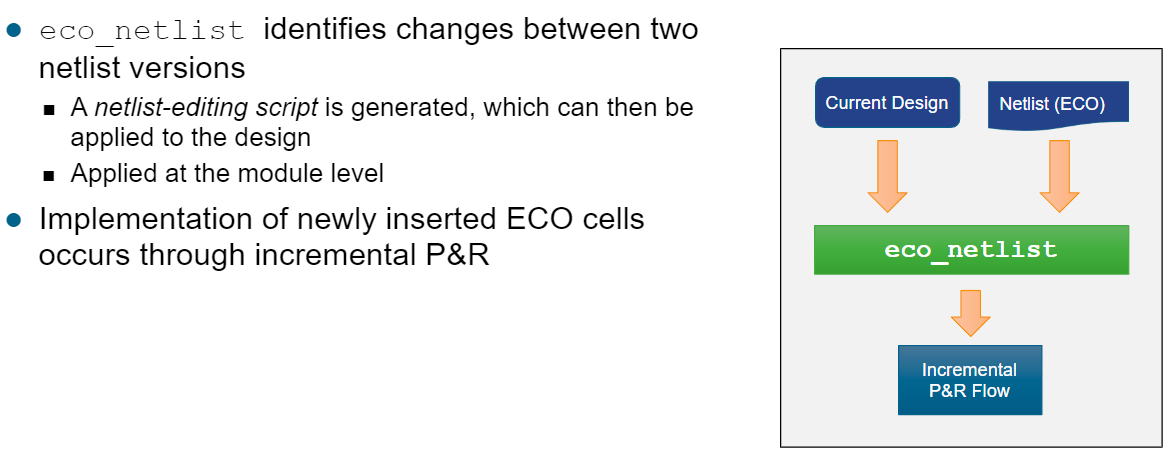 eco_netlist identifies changes between two
netlist versions
A netlist-editing script is generated, which can then be
applied to the design
Applied at the module level
Implementation of newly inserted ECO cells
occurs through incremental P&R
Current Design
Netlist (ECO)
eco_netlist
Incremental
P&R Flow